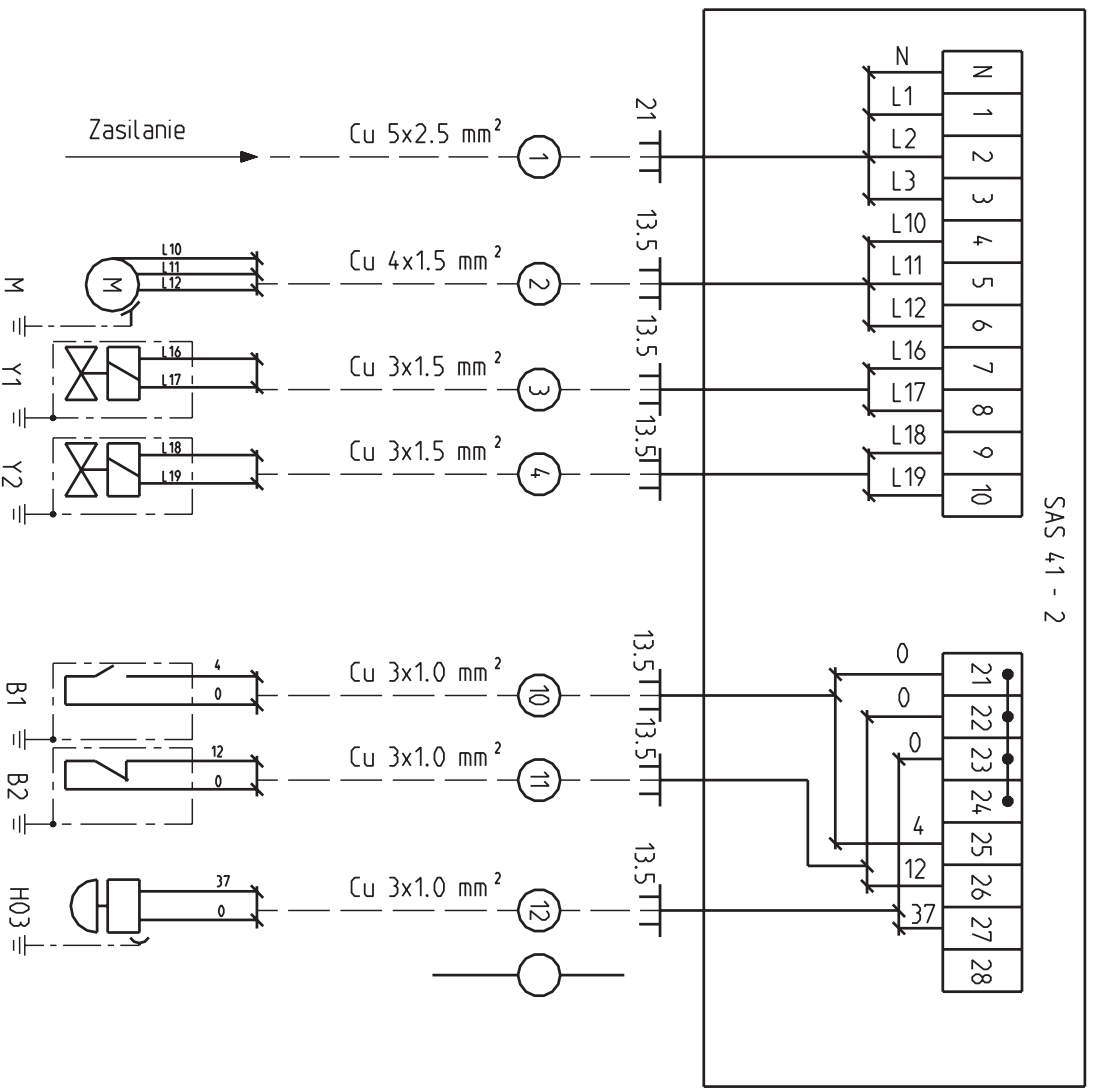 SAS 41 - 2
N
N
L1
1
L2
2
L3
3
L10
4
L11
5
L12
6
L16
7
L17
8
L18
9
L19
10
Zasilanie
Cu 5x2.5 mm²
1
21
M
M
L10
L11
L12
Cu 4x1.5 mm²
2
13.5
Y1
L16
L17
Cu 3x1.5 mm²
3
13.5
Y2
L18
L19
Cu 3x1.5 mm²
4
13.5
0
21
0
22
0
23
24
4
25
12
26
37
27
28
B1
4
0
Cu 3x1.0 mm²
10
13.5
B2
12
0
Cu 3x1.0 mm²
11
13.5
H03
37
0
Cu 3x1.0 mm²
12
13.5